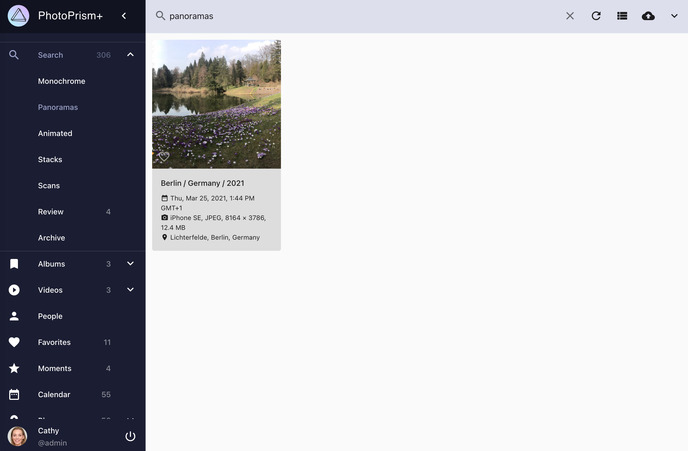 PhotoPrism+
panoramas
Search 306
Monochrome
Panoramas
Animated
Stacks
Scans
Review 4
Archive
Albums 3
Videos 3
People
Favorites 11
Moments 4
Calendar 55
Cathy
@admin
Berlin / Germany / 2021
Thu, Mar 25, 2021, 1:44 PM
GMT+1
iPhone SE, JPEG, 8164 × 3786,
12.4 MB
Lichterfelde, Berlin, Germany